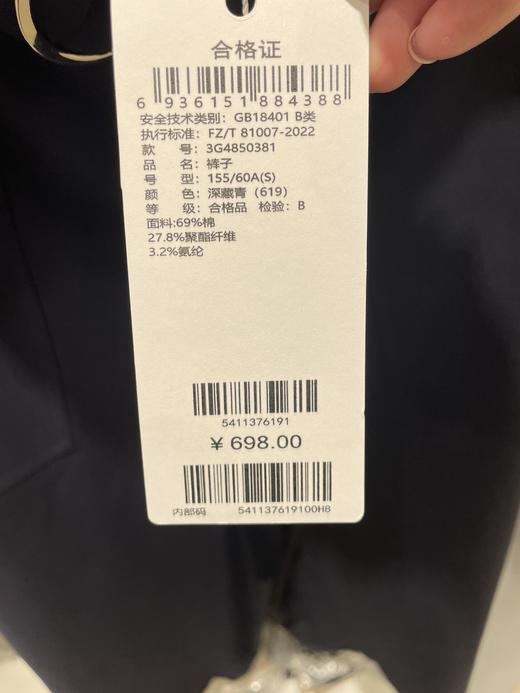 合格证
6 936151 884388
安全技术类别: GB18401 B类
执行标准: FZ/T 81007-2022
款 号: 3G4850381
品 名: 裤子
号 型: 155/60A(S)
颜 色: 深藏青 (619)
等 级: 合格品 检验: B
面料:69%棉
27.8%聚酯纤维
3.2%氨纶
5411376191
¥ 698.00
内部码 541137619100H8